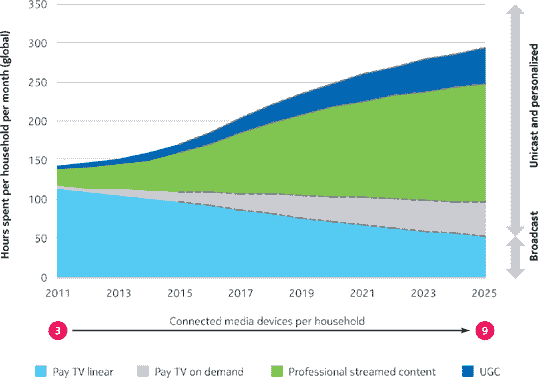 Hours spent per household per month (global)
350
300
250
200
150
100
50
0
2011 2013 2015 2017 2019 2021 2023 2025
Unicast and personalized
Broadcast
Connected media devices per household
3 9
Pay TV linear Pay TV on demand Professional streamed content UGC